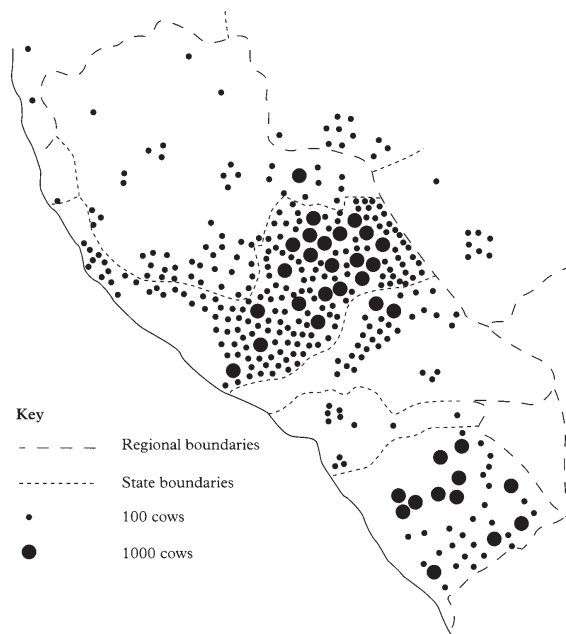 Key
Regional boundaries
State boundaries
100 cows
1000 cows